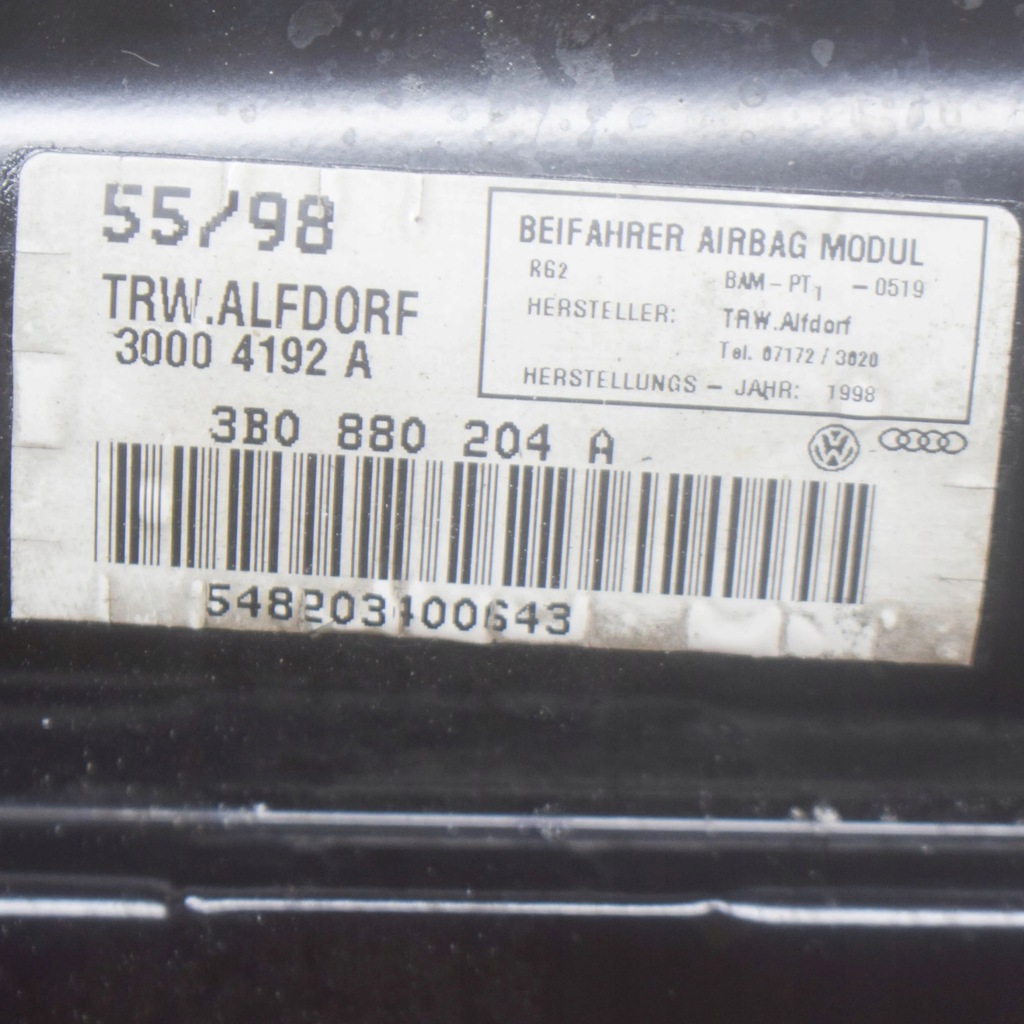 55/98
TRW.ALFDORF
3000 4192 A
BEIFAHRER AIRBAG MODUL
RG2 BAM-PT1 -0519
HERSTELLER: TRW.Alfdorf
Tel. 07172/3020
HERSTELLUNGS - JAHR: 1998
3B0 880 204 A
548203400643